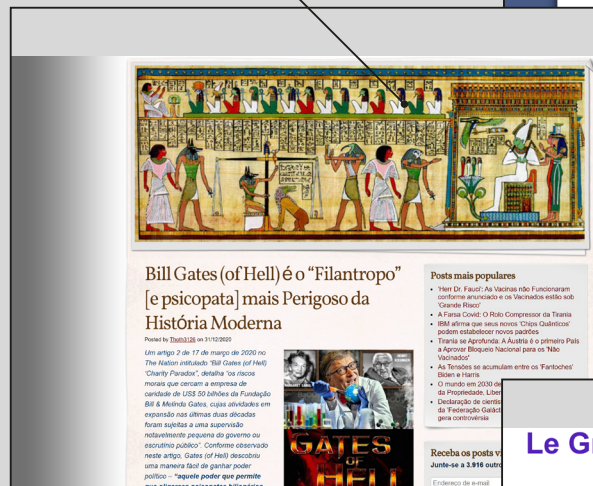 Bill Gates (of Hell) é o “Filantropo”
[e psicopata] mais Perigoso da
História Moderna
Posted by Thoth3126 on 31/12/2020
Um artigo 2 de 17 de março de 2020 no
The Nation intitulado “Bill Gates (of Hell)
‘Charity Paradox”, detalha “os riscos
morais que cercam a empresa de
caridade de US$ 50 bilhões da Fundação
Bill & Melinda Gates, cujas atividades em
expansão nas últimas duas décadas
foram sujeitas a uma supervisão
notavelmente pequena do governo ou
escrutínio público”. Conforme observado
neste artigo, Gates (of Hell) descobriu
uma maneira fácil de ganhar poder
político – “aquele poder que permite
GATES
OF
HELL
Posts mais populares
‘Herr Dr. Fauci’: As Vacinas não Funcionaram
conforme anunciado e os Vacinados estão sob
‘Grande Risco’
A Farsa Covid: O Rolo Compressor da Tirania
IBM afirma que seus novos ‘Chips Quânticos’
podem estabelecer novos padrões
Tirania se Aprofunda: A Áustria é o primeiro País
a Aprovar Bloqueio Nacional para os ‘Não
Vacinados’
As Tensões se acumulam entre os ‘Fantoches’
Biden e Harris
O mundo em 2030 de
da Propriedade, Liber
Declaração de cientis
da ‘Federação Galáct
gera controvérsia
Receba os posts vi
Junte-se a 3.916 outro
Endereço de e-mail
Le Gr